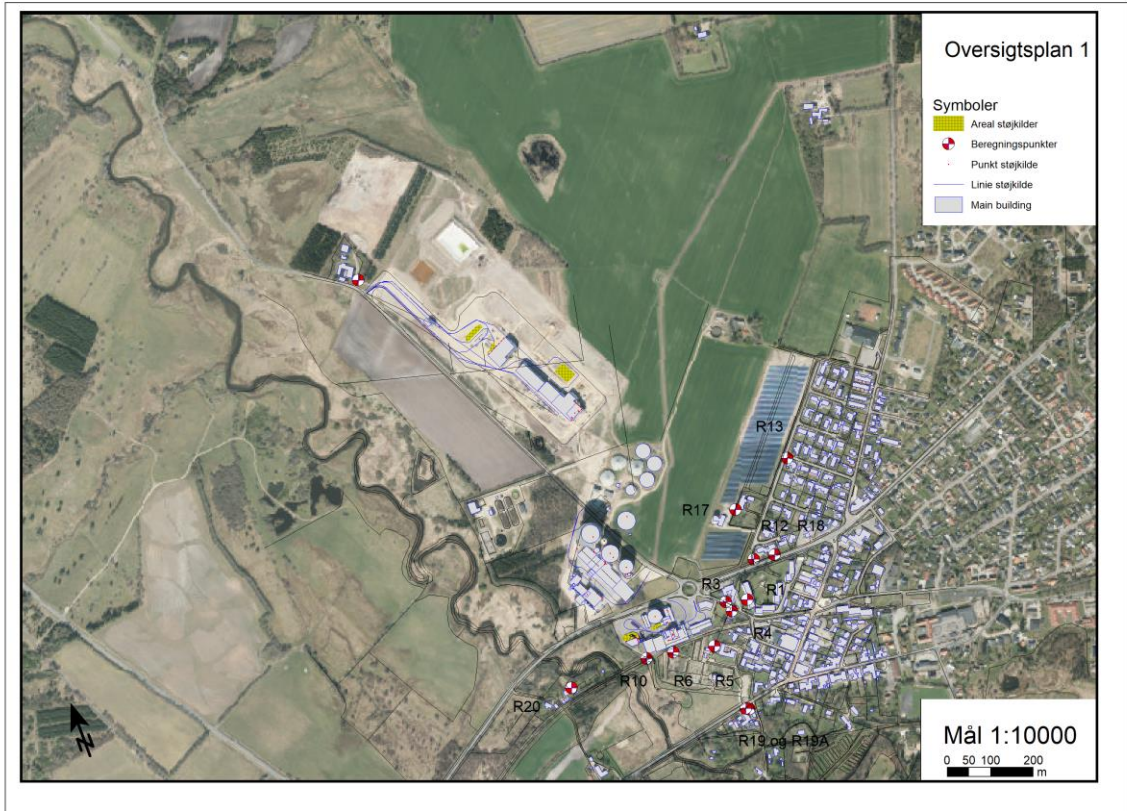 Oversigtsplan 1
Symboler
Areal støjkilder
Beregningspunkter
Punkt støjkilde
Linie støjkilde
Main building
R13
R17
R12
R18
R3
R1
R4
R10
R6
R5
R20
R19 og R19A
N
Mål 1:10000
0 50 100 200
m